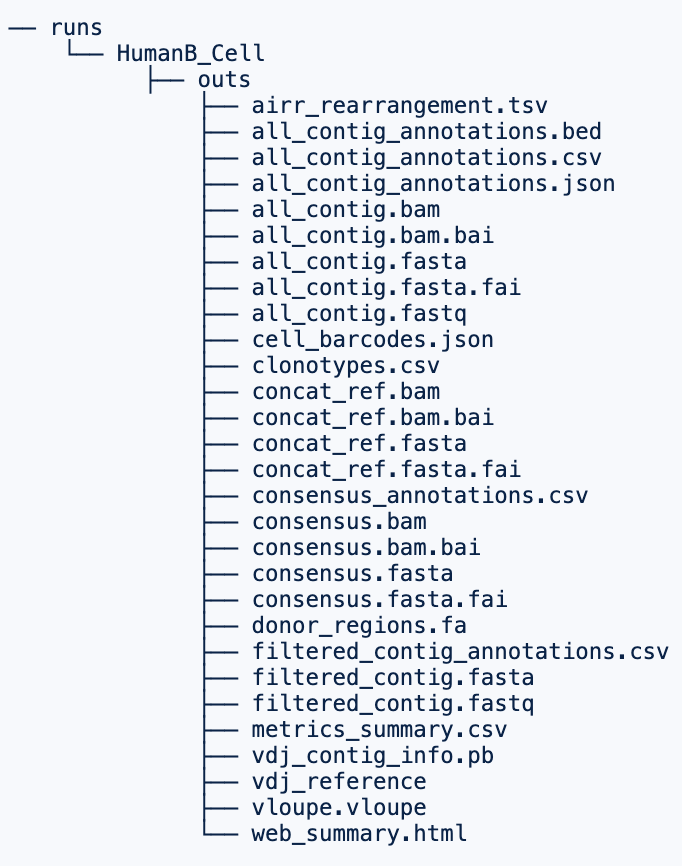 ── runs
└── HumanB_Cell
├── outs
├── airr_rearrangement.tsv
├── all_contig_annotations.bed
├── all_contig_annotations.csv
├── all_contig_annotations.json
├── all_contig.bam
├── all_contig.bam.bai
├── all_contig.fasta
├── all_contig.fasta.fai
├── all_contig.fastq
├── cell_barcodes.json
├── clonotypes.csv
├── concat_ref.bam
├── concat_ref.bam.bai
├── concat_ref.fasta
├── concat_ref.fasta.fai
├── consensus_annotations.csv
├── consensus.bam
├── consensus.bam.bai
├── consensus.fasta
├── consensus.fasta.fai
├── donor_regions.fa
├── filtered_contig_annotations.csv
├── filtered_contig.fasta
├── filtered_contig.fastq
├── metrics_summary.csv
├── vdj_contig_info.pb
├── vdj_reference
├── vloupe.vloupe
└── web_summary.html